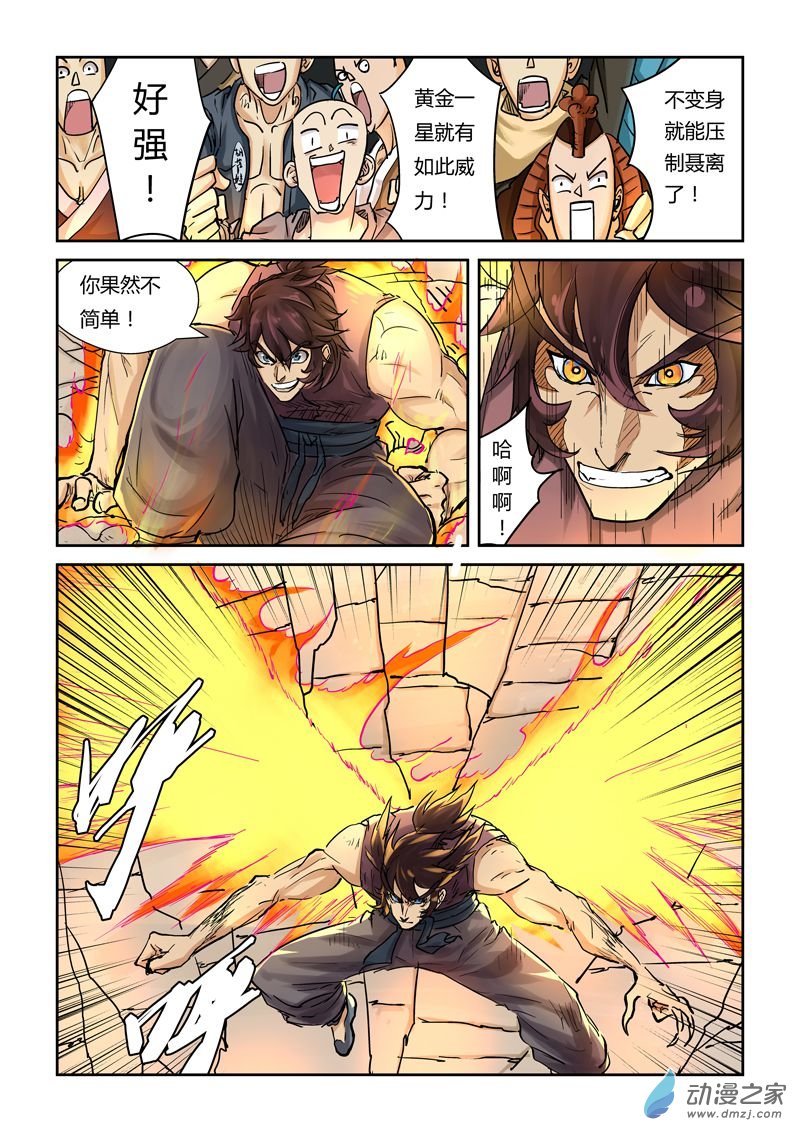 好
强！
黄金一
星就有
如此威
力！
不变身
就能压
制聂离
了！
你果然不
简单！
哈
啊
啊
！
动漫之家
www.dmzj.com